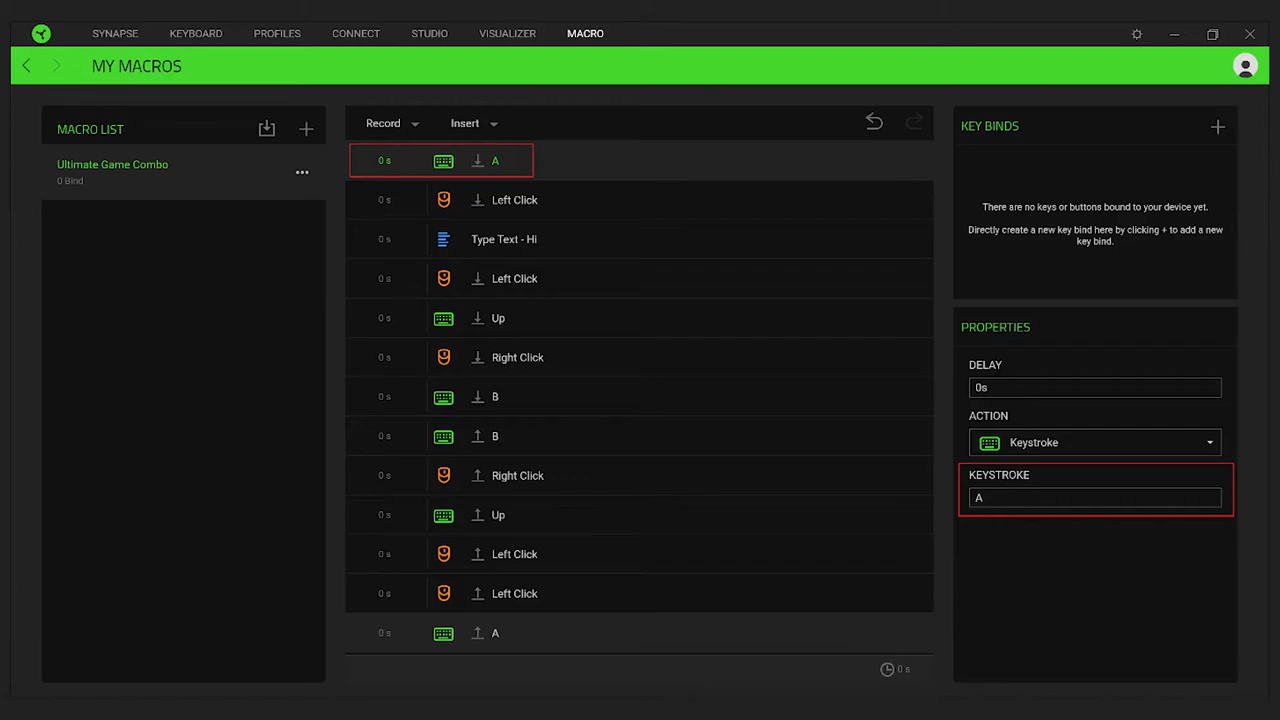 SYNAPSE KEYBOARD PROFILES CONNECT STUDIO VISUALIZER MACRO
MY MACROS
MACRO LIST
Ultimate Game Combo
0 Bind
Record Insert
0 s A
0 s Left Click
0 s Type Text - Hi
0 s Left Click
0 s Up
0 s Right Click
0 s B
0 s B
0 s Right Click
0 s Up
0 s Left Click
0 s Left Click
0 s A
0 s
KEY BINDS
There are no keys or buttons bound to your device yet.
Directly create a new key bind here by clicking + to add a new
key bind.
PROPERTIES
DELAY
0s
ACTION
Keystroke
KEYSTROKE
A